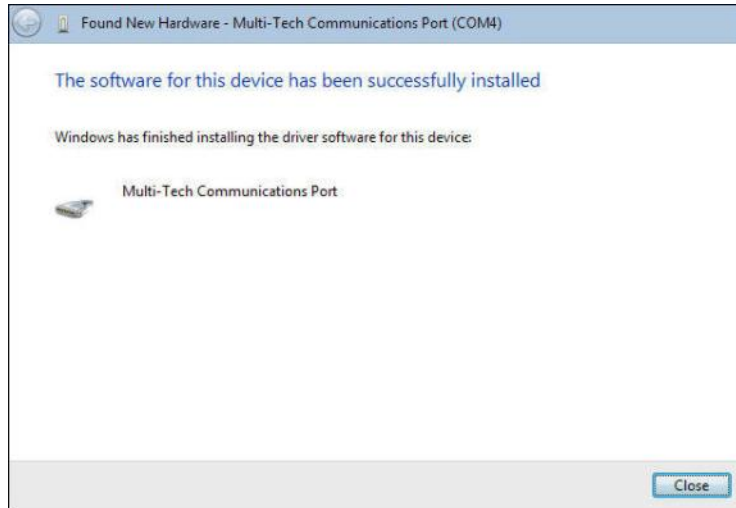 Found New Hardware - Multi-Tech Communications Port (COM4)
The software for this device has been successfully installed
Windows has finished installing the driver software for this device:
Multi-Tech Communications Port
Close